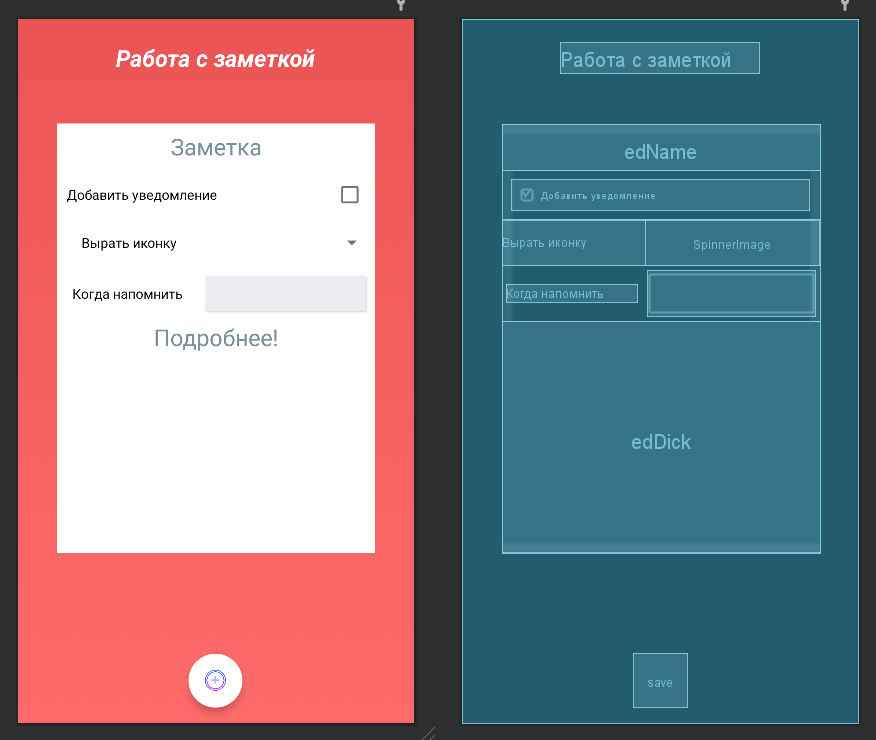 Работа с заметкой
Заметка
Добавить уведомление
Вырать иконку
Когда напомнить
Подробнее!
Работа с заметкой
edName
Добавить уведомление
Вырать иконку
SpinnerImage
Когда напомнить
edDick
save